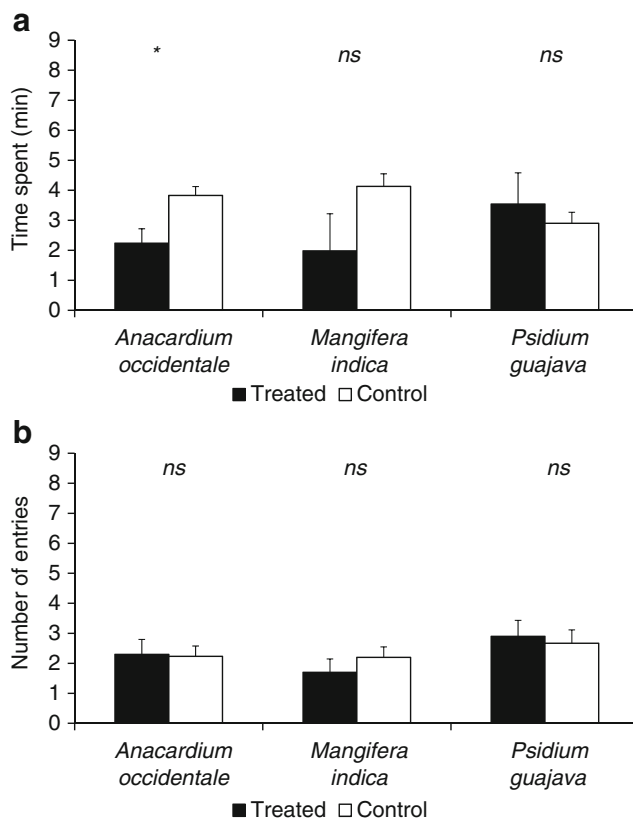 a
Time spent (min)
9
8
7
6
5
4
3
2
1
0
* ns ns
Anacardium occidentale
Mangifera indica
Psidium guajava
Treated Control
b
Number of entries
9
8
7
6
5
4
3
2
1
0
ns ns ns
Anacardium occidentale
Mangifera indica
Psidium guajava
Treated Control